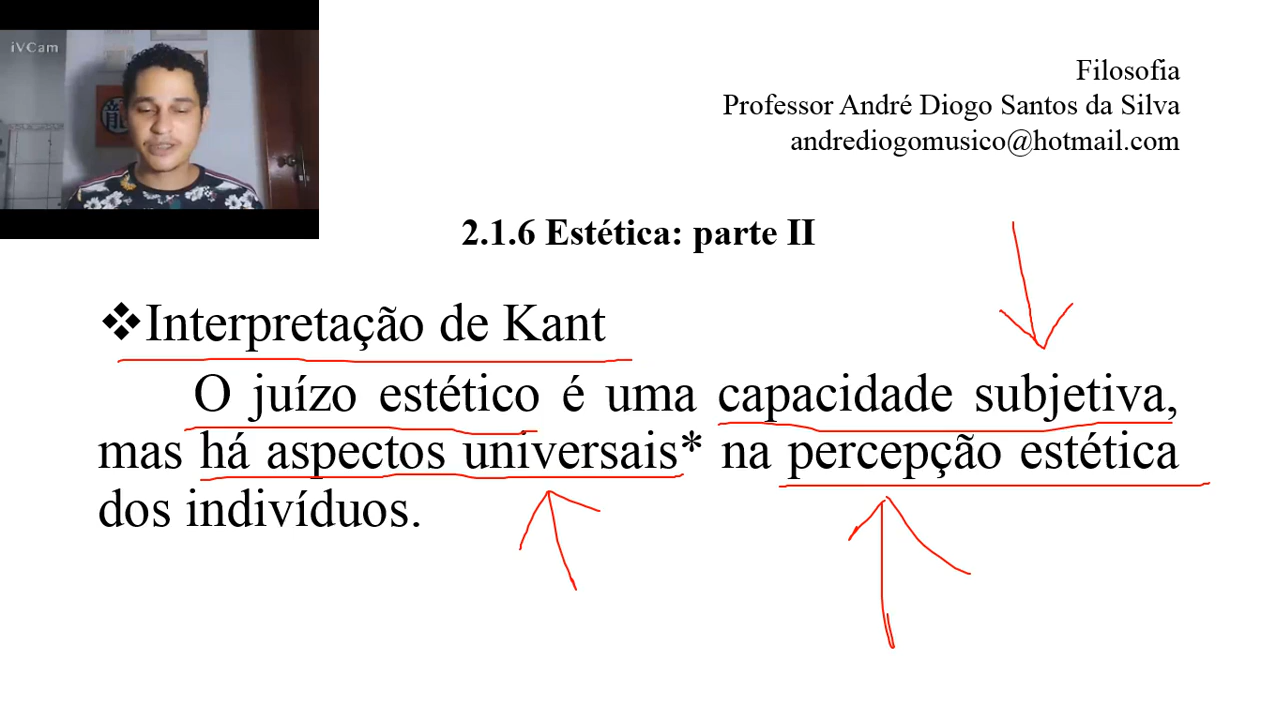 iVCam
龍
Filosofia
Professor André Diogo Santos da Silva
andrediogomusico@hotmail.com
2.1.6 Estética: parte II
❖Interpretação de Kant
O juízo estético é uma capacidade subjetiva,
mas há aspectos universais* na percepção estética
dos indivíduos.